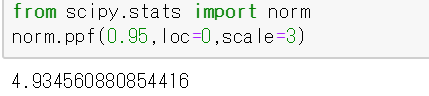 from scipy.stats import norm
norm.ppf(0.95,loc=0,scale=3)
4.934560880854416